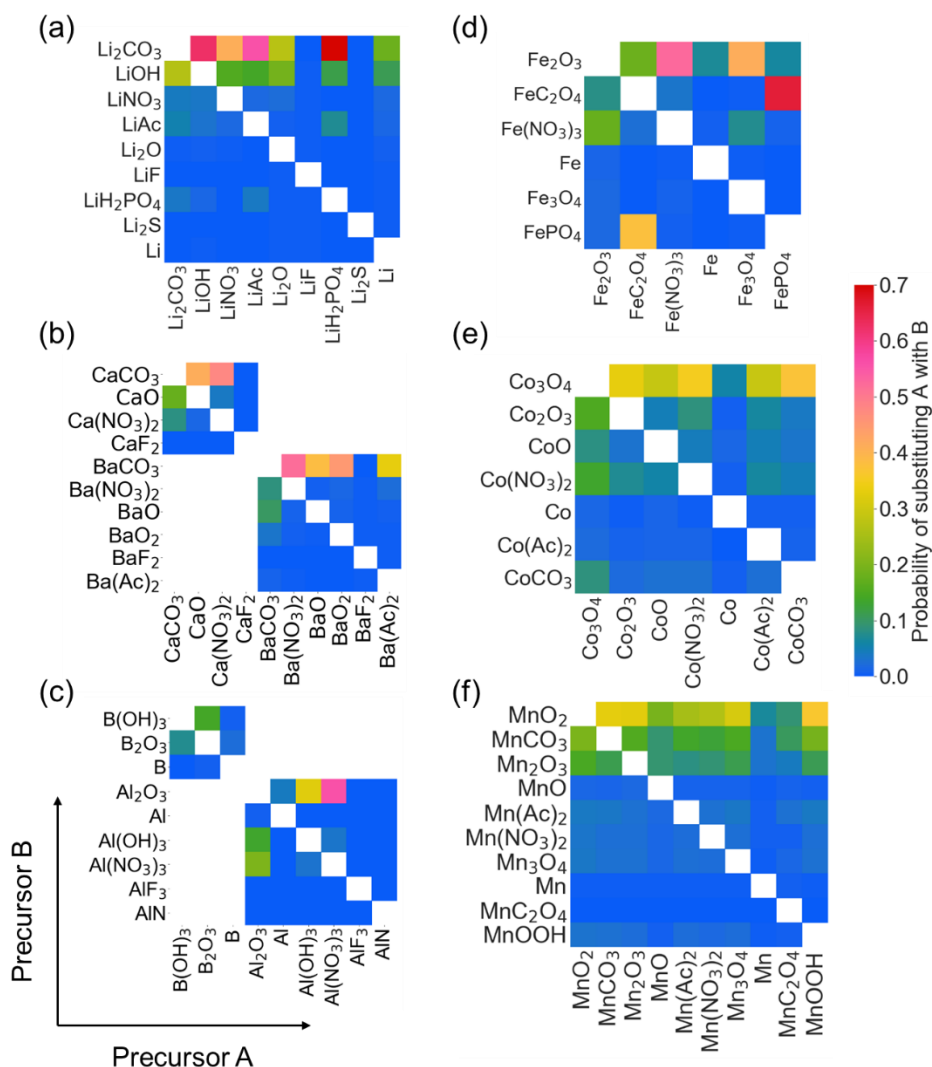 (a)
Li₂CO₃
LiOH
LiNO₃
LiAc
Li₂O
LiF
LiH₂PO₄
Li₂S
Li
Li₂CO₃
LiOH
LiNO₃
LiAc
Li₂O
LiF
LiH₂PO₄
Li₂S
Li
(b)
CaCO₃
CaO
Ca(NO₃)₂
CaF₂
BaCO₃
Ba(NO₃)₂
BaO
BaO₂
BaF₂
Ba(Ac)₂
CaCO₃
CaO
Ca(NO₃)₂
CaF₂
BaCO₃
Ba(NO₃)₂
BaO
BaO₂
BaF₂
Ba(Ac)₂
(c)
B(OH)₃
B₂O₃
B
Al₂O₃
Al
Al(OH)₃
Al(NO₃)₃
AlF₃
AlN
B(OH)₃
B₂O₃
B
Al₂O₃
Al
Al(OH)₃
Al(NO₃)₃
AlF₃
AlN
Precursor B
Precursor A
(d)
Fe₂O₃
FeC₂O₄
Fe(NO₃)₃
Fe
Fe₃O₄
FePO₄
Fe₂O₃
FeC₂O₄
Fe(NO₃)₃
Fe
Fe₃O₄
FePO₄
(e)
Co₃O₄
Co₂O₃
CoO
Co(NO₃)₂
Co
Co(Ac)₂
CoCO₃
Co₃O₄
Co₂O₃
CoO
Co(NO₃)₂
Co
Co(Ac)₂
CoCO₃
(f)
MnO₂
MnCO₃
Mn₂O₃
MnO
Mn(Ac)₂
Mn(NO₃)₂
Mn₃O₄
Mn
MnC₂O₄
MnOOH
MnO₂
MnCO₃
Mn₂O₃
MnO
Mn(Ac)₂
Mn(NO₃)₂
Mn₃O₄
Mn
MnC₂O₄
MnOOH
0.7
0.6
0.5
0.4
0.3
0.2
0.1
0.0
Probability of substituting A with B